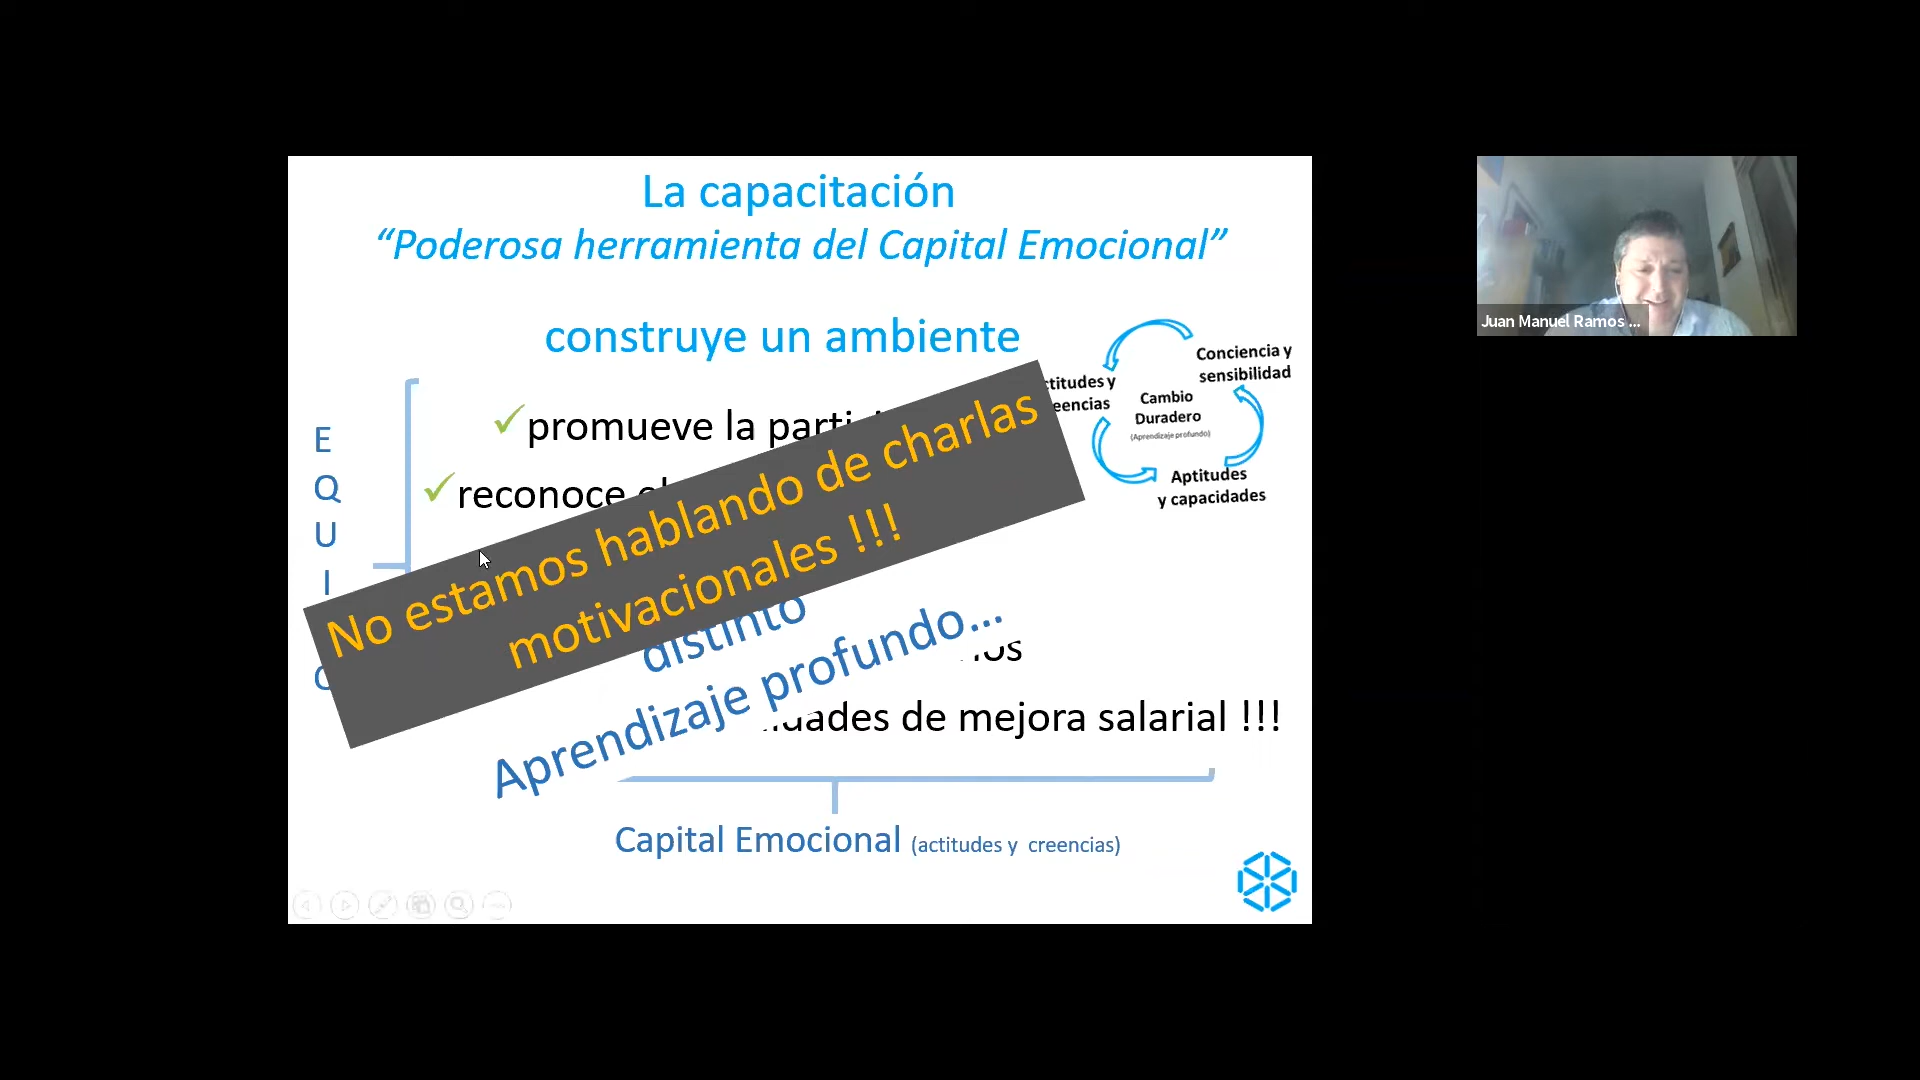 La capacitación
“Poderosa herramienta del Capital Emocional”
construye un ambiente
Conciencia y
sensibilidad
Cambio
Duradero
(Aprendizaje profundo)
Aptitudes
y capacidades
E
Q
U
I
promueve la
reconoce
No estamos hablando de charlas
motivacionales !!!
distinto
Aprendizaje profundo...
de mejora salarial !!!
Capital Emocional (actitudes y creencias)
Juan Manuel Ramos ...